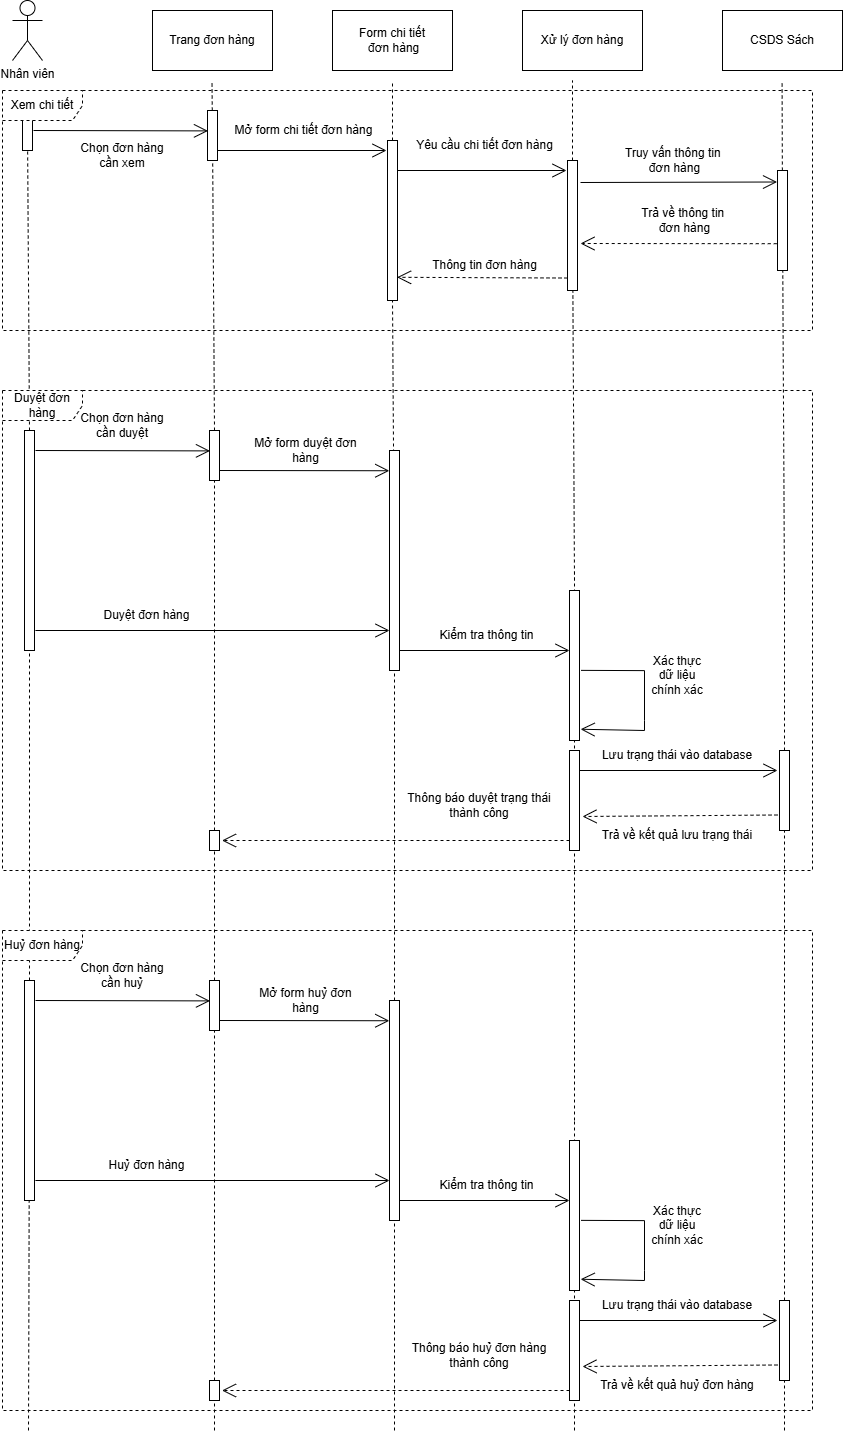 Nhân viên
Trang đơn hàng
Form chi tiết
đơn hàng
Xử lý đơn hàng
CSDS Sách
Xem chi tiết
Chọn đơn hàng
cần xem
Mở form chi tiết đơn hàng
Yêu cầu chi tiết đơn hàng
Truy vấn thông tin
đơn hàng
Trả về thông tin
đơn hàng
Thông tin đơn hàng
Duyệt đơn
hàng
Chọn đơn hàng
cần duyệt
Mở form duyệt đơn
hàng
Duyệt đơn hàng
Kiểm tra thông tin
Xác thực
dữ liệu
chính xác
Lưu trạng thái vào database
Thông báo duyệt trạng thái
thành công
Trả về kết quả lưu trạng thái
Huỷ đơn hàng
Chọn đơn hàng
cần huỷ
Mở form huỷ đơn
hàng
Huỷ đơn hàng
Kiểm tra thông tin
Xác thực
dữ liệu
chính xác
Lưu trạng thái vào database
Thông báo huỷ đơn hàng
thành công
Trả về kết quả huỷ đơn hàng